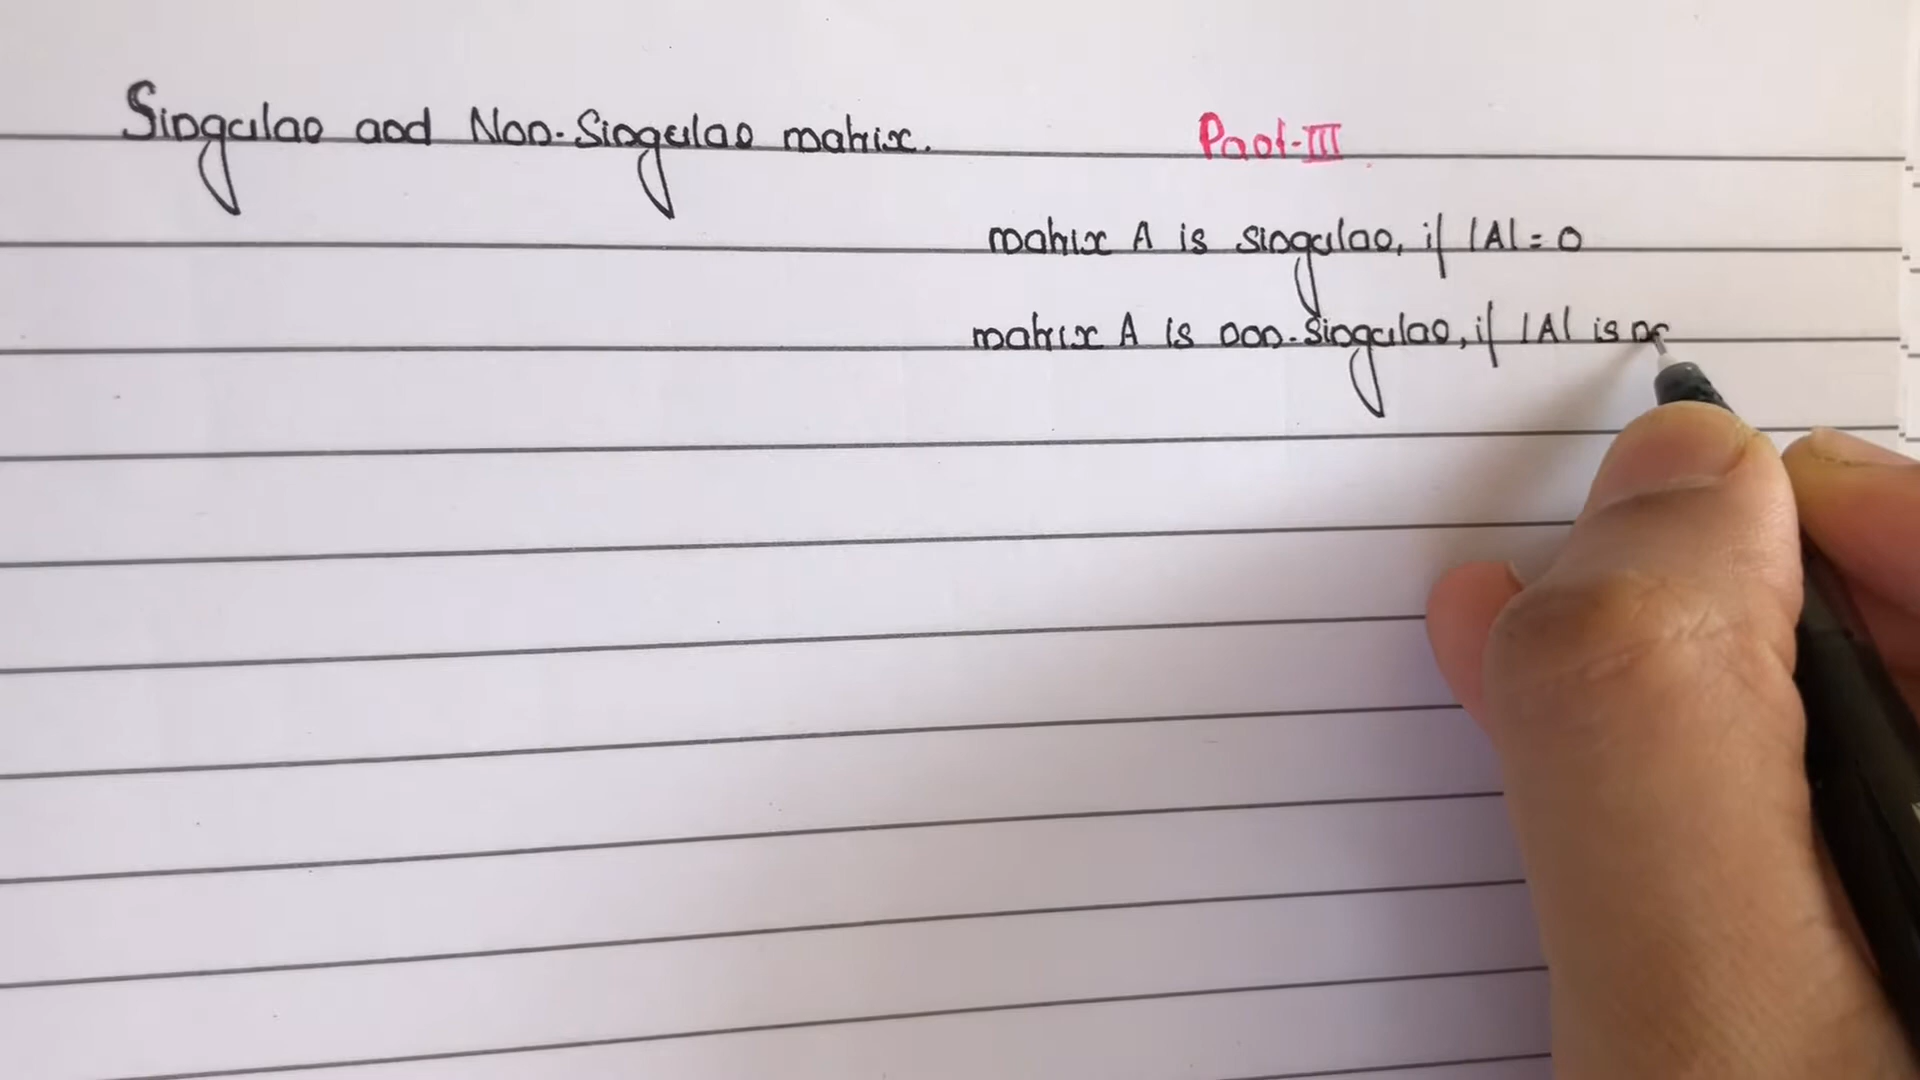 Singular and Non-Singular matrix.
Part-III
matrix A is singular, if |A| = 0
matrix A is non-singular, if |A| is